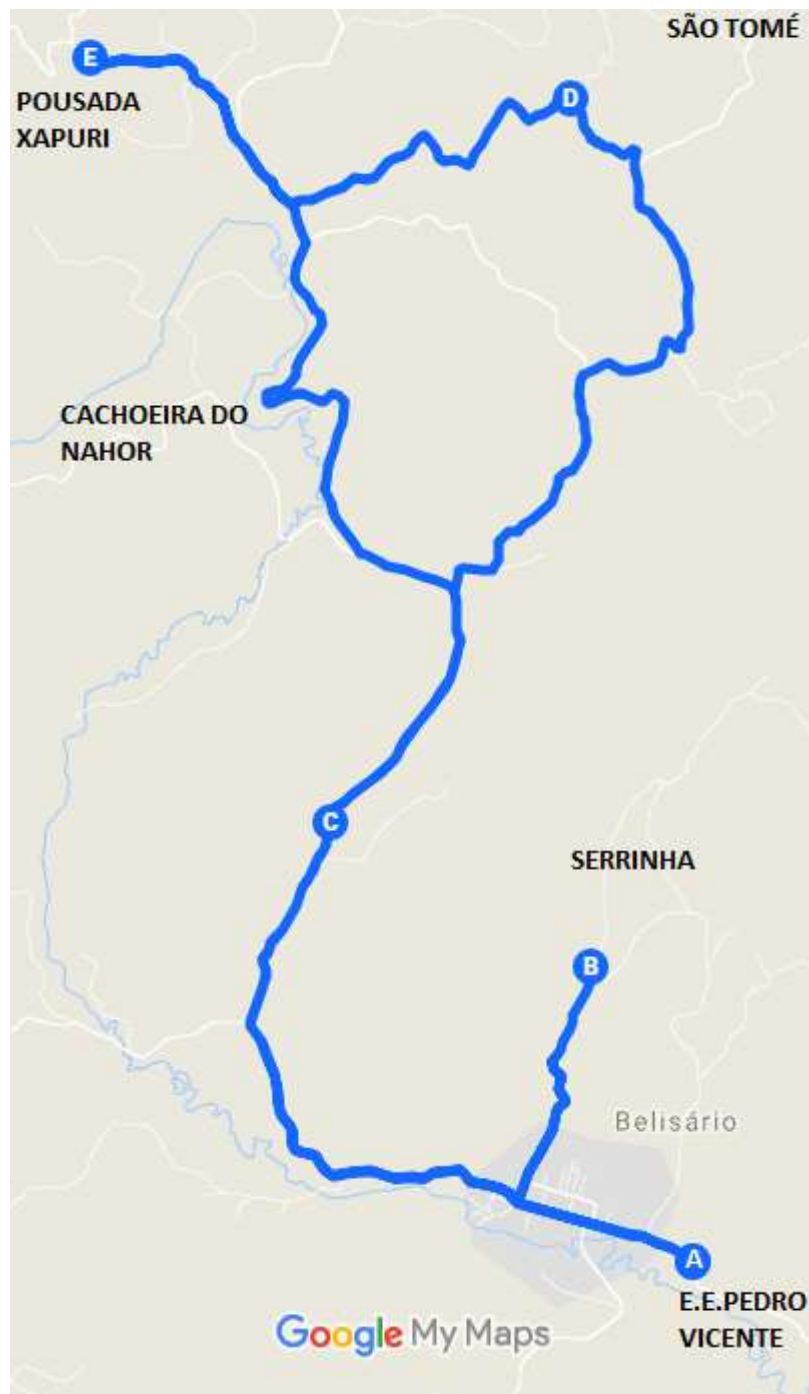 SÃO TOMÉ
E
D
POUSADA
XAPURI
CACHOEIRA DO
NAHOR
C
SERRINHA
B
Belisário
A
E.E.PEDRO
VICENTE
Google My Maps